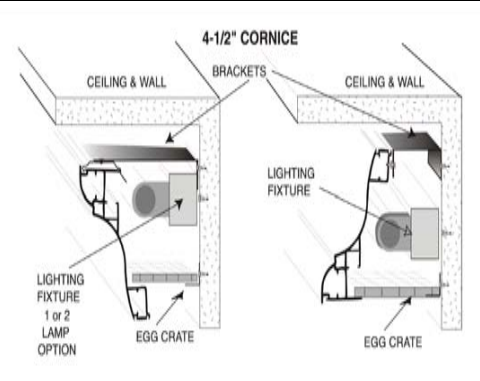 4-1/2" CORNICE
BRACKETS
CEILING & WALL
CEILING & WALL
LIGHTING
FIXTURE
LIGHTING
FIXTURE
1 or 2
LAMP
OPTION
EGG CRATE
EGG CRATE